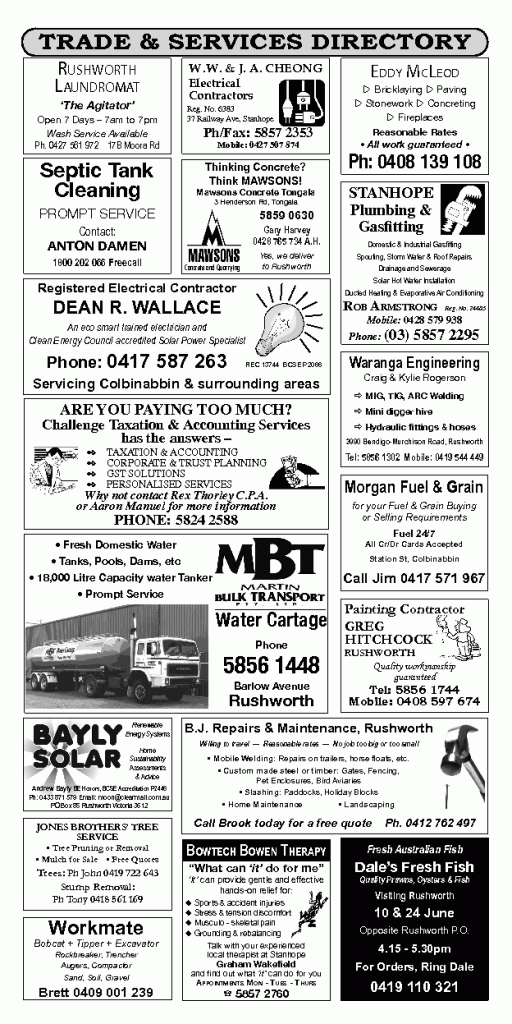 TRADE & SERVICES DIRECTORY
RUSHWORTH
LAUNDROMAT
'The Agitator'
Open 7 Days – 7am to 7pm
Wash Service Available
Ph. 0427 561 972 17B Moora Rd
W.W. & J. A. CHEONG
Electrical
Contractors
Reg. No. 6383
37 Railway Ave, Stanhope
Ph/Fax: 5857 2353
Mobile: 0427 507 874
EDDY MCLEOD
▷ Bricklaying ▷ Paving
▷ Stonework ▷ Concreting
▷ Fireplaces
Reasonable Rates
• All work guaranteed •
Ph: 0408 139 108
Septic Tank
Cleaning
PROMPT SERVICE
Contact:
ANTON DAMEN
1800 202 066 Freecall
Thinking Concrete?
Think MAWSONS!
Mawsons Concrete Tongala
3 Henderson Rd, Tongala
5859 0630
Gary Harvey
0428 765 734 A.H.
Yes, we deliver
to Rushworth
MAWSONS
Concrete and Quarrying
STANHOPE
Plumbing &
Gasfitting
Domestic & Industrial Gasfitting
Spouting, Storm Water & Roof Repairs
Drainage and Sewerage
Solar Hot Water Installation
Ducted Heating & Evaporative Air Conditioning
ROB ARMSTRONG Reg. No. 24605
Mobile: 0428 579 938
Phone: (03) 5857 2295
Registered Electrical Contractor
DEAN R. WALLACE
An eco smart trained electrician and
Clean Energy Council accredited Solar Power Specialist
Phone: 0417 587 263
REC 13744 BCSEP2066
Servicing Colbinabbin & surrounding areas
Waranga Engineering
Craig & Kylie Rogerson
⇨ MIG, TIG, ARC Welding
⇨ Mini digger hire
⇨ Hydraulic fittings & hoses
3990 Bendigo-Murchison Road, Rushworth
Tel: 5856 1302 Mobile: 0419 544 449
ARE YOU PAYING TOO MUCH?
Challenge Taxation & Accounting Services
has the answers –
TAXATION & ACCOUNTING
CORPORATE & TRUST PLANNING
GST SOLUTIONS
PERSONALISED SERVICES
Why not contact Rex Thorley C.P.A.
or Aaron Manuel for more information
PHONE: 5824 2588
Morgan Fuel & Grain
for your Fuel & Grain Buying
or Selling Requirements
Fuel 24/7
All Cr/Dr Cards Accepted
Station St, Colbinabbin
Call Jim 0417 571 967
• Fresh Domestic Water
• Tanks, Pools, Dams, etc
• 18,000 Litre Capacity water Tanker
• Prompt Service
MBT
MARTIN
BULK TRANSPORT
PTY. LTD.
Water Cartage
Phone
5856 1448
Barlow Avenue
Rushworth
Painting Contractor
GREG
HITCHCOCK
RUSHWORTH
Quality workmanship
guaranteed
Tel: 5856 1744
Mobile: 0408 597 674
BAYLY
SOLAR
Renewable
Energy Systems
Home
Sustainability
Assessments
& Advice
Andrew Bayly BE Honors, BCSE Accreditation P2446
Ph: 0433 571 579 Email: nroon@clearmail.com.au
PO Box 85 Rushworth Victoria 3612
B.J. Repairs & Maintenance, Rushworth
Willing to travel — Reasonable rates — No job too big or too small
• Mobile Welding: Repairs on trailers, horse floats, etc.
• Custom made steel or timber: Gates, Fencing,
Pet Enclosures, Bird Aviaries
• Slashing: Paddocks, Holiday Blocks
• Home Maintenance • Landscaping
Call Brook today for a free quote Ph. 0412 762 497
JONES BROTHERS' TREE
SERVICE
• Tree Pruning or Removal
• Mulch for Sale • Free Quotes
Trees: Ph John 0419 722 643
Stump Removal:
Ph Tony 0418 561 169
BOWTECH BOWEN THERAPY
"What can 'it' do for me"
'It' can provide gentle and effective
hands-on relief for:
◆ Sports & accident injuries
◆ Stress & tension discomfort
◆ Musculo - skeletal pain
◆ Grounding & rebalancing
Talk with your experienced
local therapist at Stanhope
Graham Wakefield
and find out what 'it' can do for you
APPOINTMENTS MON - TUES - THURS
☎ 5857 2760
Fresh Australian Fish
Dale's Fresh Fish
Quality Prawns, Oysters & Fish
Visiting Rushworth
10 & 24 June
Opposite Rushworth P.O.
4.15 - 5.30pm
For Orders, Ring Dale
0419 110 321
Workmate
Bobcat + Tipper + Excavator
Rockbreaker, Trencher
Augers, Compactor
Sand, Soil, Gravel
Brett 0409 001 239